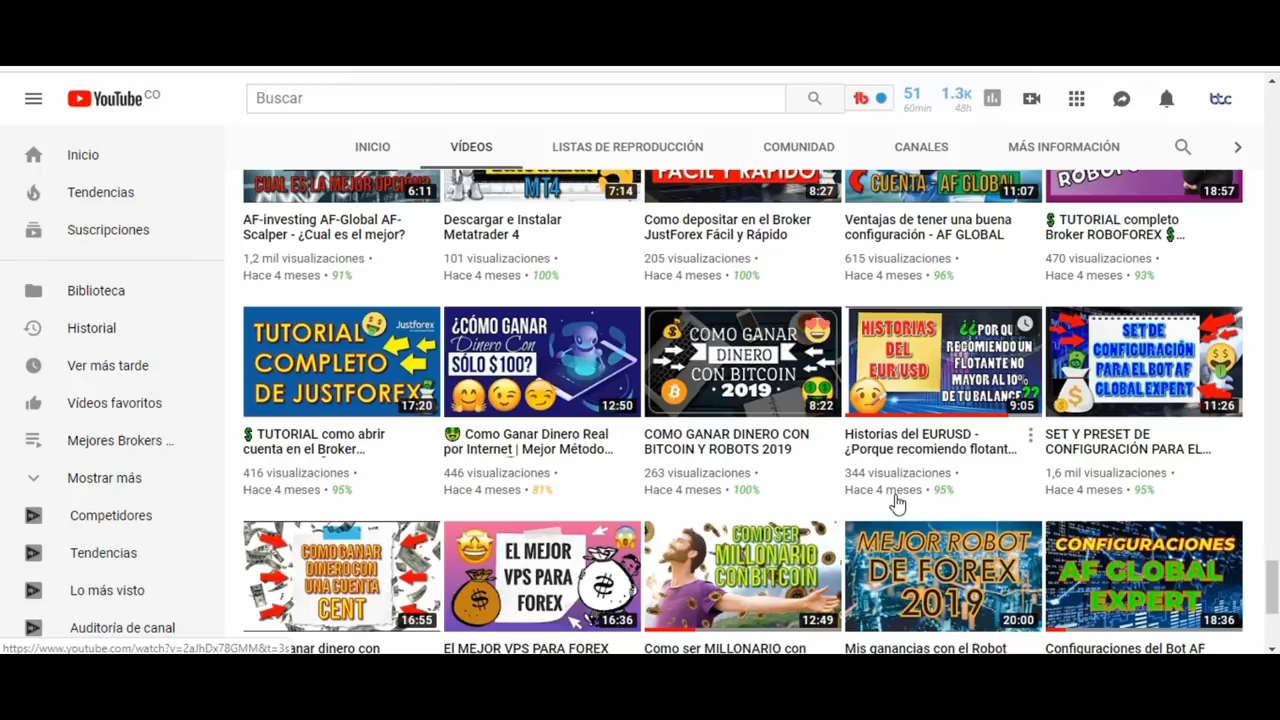 YouTube CO
Buscar
51
60min
1.3K
48h
btc
INICIO
VÍDEOS
LISTAS DE REPRODUCCIÓN
COMUNIDAD
CANALES
MÁS INFORMACIÓN
Inicio
Tendencias
Suscripciones
Biblioteca
Historial
Ver más tarde
Vídeos favoritos
Mejores Brokers ...
Mostrar más
Competidores
Tendencias
Lo más visto
Auditoría de canal
CUAL ES LA MEJOR OPCIÓN?
6:11
AF-investing AF-Global AF-
Scalper - ¿Cual es el mejor?
1,2 mil visualizaciones •
Hace 4 meses • 91%
MT4
7:14
Descargar e Instalar
Metatrader 4
101 visualizaciones •
Hace 4 meses • 100%
FÁCIL Y RÁPIDO
8:27
Como depositar en el Broker
JustForex Fácil y Rápido
205 visualizaciones •
Hace 4 meses • 100%
CUENTA - AF GLOBAL
11:07
Ventajas de tener una buena
configuración - AF GLOBAL
615 visualizaciones •
Hace 4 meses • 96%
18:57
$ TUTORIAL completo
Broker ROBOFOREX $...
470 visualizaciones •
Hace 4 meses • 93%
TUTORIAL
COMPLETO
DE JUSTFOREX
Justforex
17:20
$ TUTORIAL como abrir
cuenta en el Broker...
416 visualizaciones •
Hace 4 meses • 95%
¿CÓMO GANAR
Dinero Con
SÓLO $100?
12:50
Como Ganar Dinero Real
por Internet | Mejor Método...
446 visualizaciones •
Hace 4 meses • 81%
COMO GANAR
DINERO
CON BITCOIN
• 2019 •
8:22
COMO GANAR DINERO CON
BITCOIN Y ROBOTS 2019
263 visualizaciones •
Hace 4 meses • 100%
HISTORIAS
DEL
EUR/USD
¿¿POR QUE
RECOMIENDO UN
FLOTANTE NO
MAYOR AL 10%
DE TU BALANCE??
9:05
Historias del EURUSD -
¿Porque recomiendo flotant...
344 visualizaciones •
Hace 4 meses • 95%
SET DE
CONFIGURACIÓN
PARA EL BOT AF
GLOBAL EXPERT
11:26
SET Y PRESET DE
CONFIGURACIÓN PARA EL...
1,6 mil visualizaciones •
Hace 4 meses • 95%
COMO GANAR
DINERO CON
UNA CUENTA
CENT
16:55
anar dinero con
EL MEJOR
VPS PARA
FOREX
16:36
El MEJOR VPS PARA FOREX
COMO SER
MILLONARIO
CON BITCOIN
12:49
Como ser MILLONARIO con
MEJOR ROBOT
DE FOREX
2019
20:00
Mis ganancias con el Robot
CONFIGURACIONES
AF GLOBAL
EXPERT
18:36
Configuraciones del Bot AF
https://www.youtube.com/watch?v=2aJhDx78GMM&t=3s